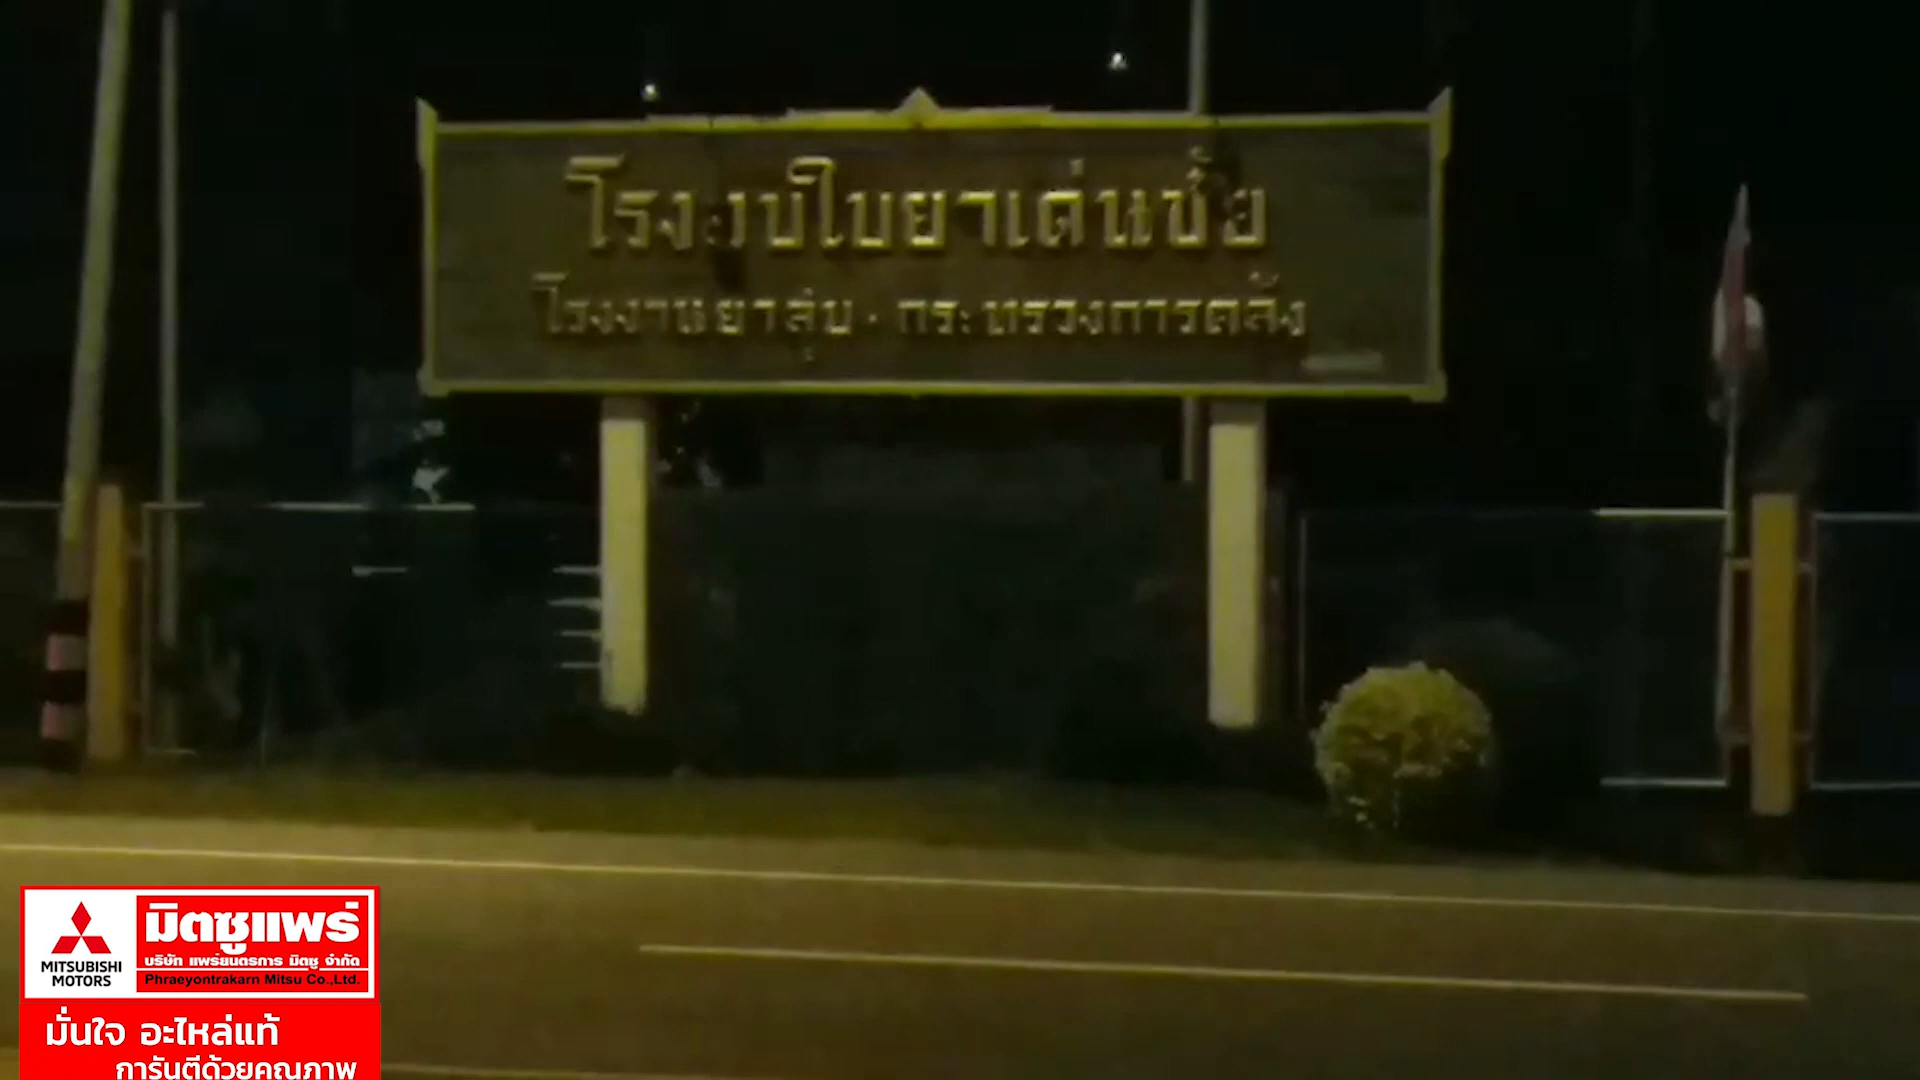 โรงงบ่ใบยาเด่นชัย
โรงงานยาสูบ. กระทรวงการคลัง
มิตซูแพร่
บริษัท แพร่ยนตรการ มิตซู จำกัด
Phraeyontrakarn Mitsu Co.,Ltd.
MITSUBISHI
MOTORS
มั่นใจ อะไหล่แท้
การันตีด้วยคุณภาพ